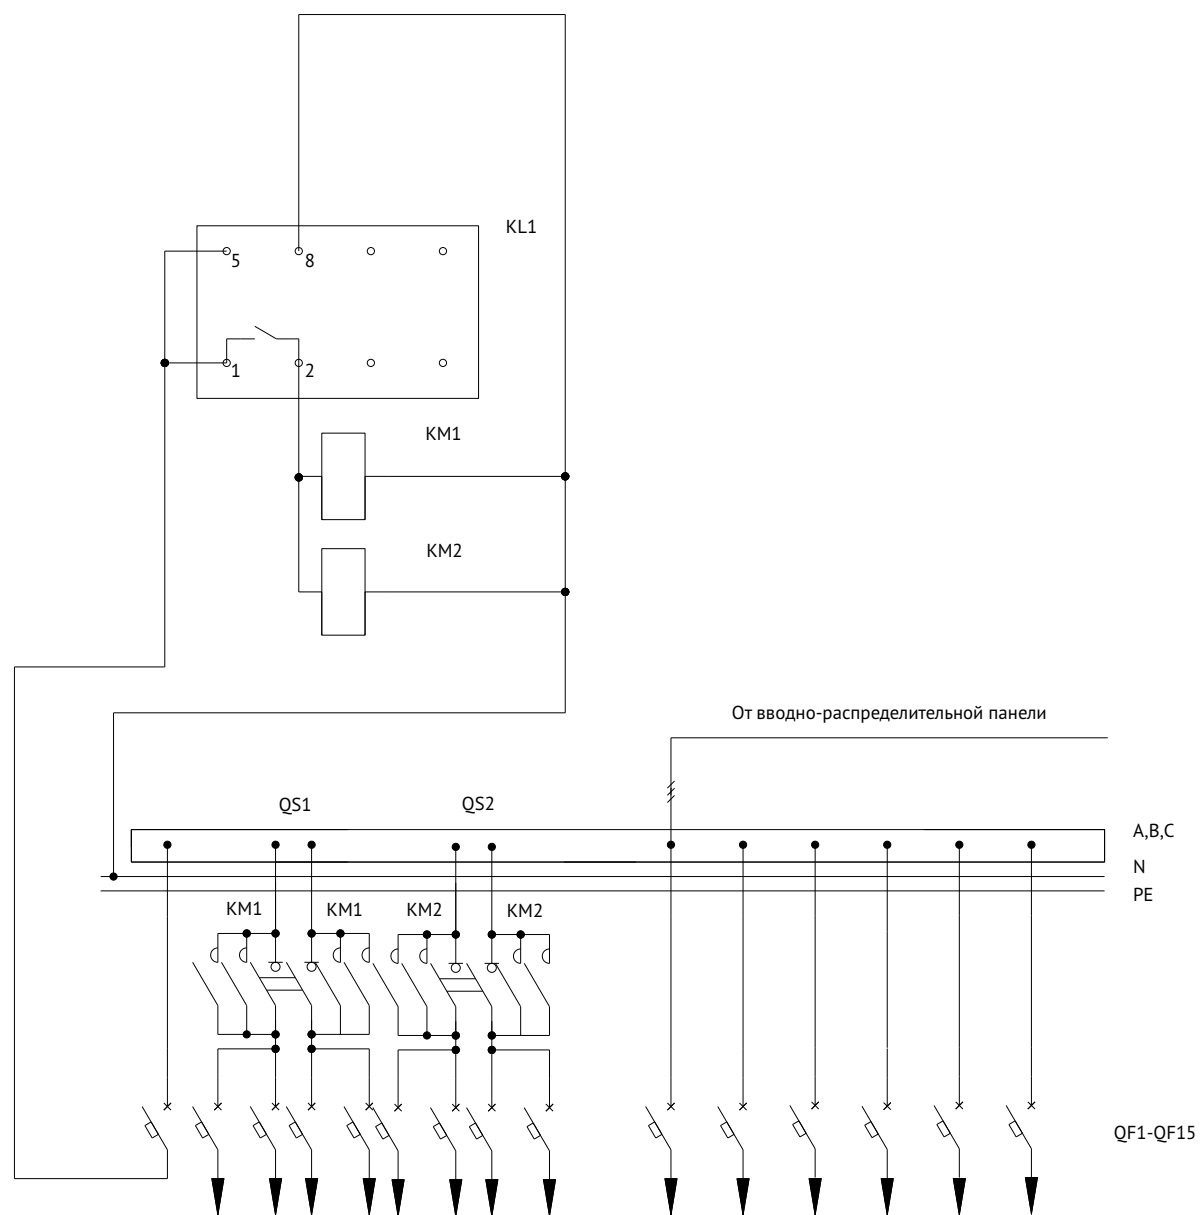 KL1
5
8
1
2
KM1
KM2
От вводно-распределительной панели
QS1
QS2
A,B,C
N
PE
KM1
KM1
KM2
KM2
QF1-QF15